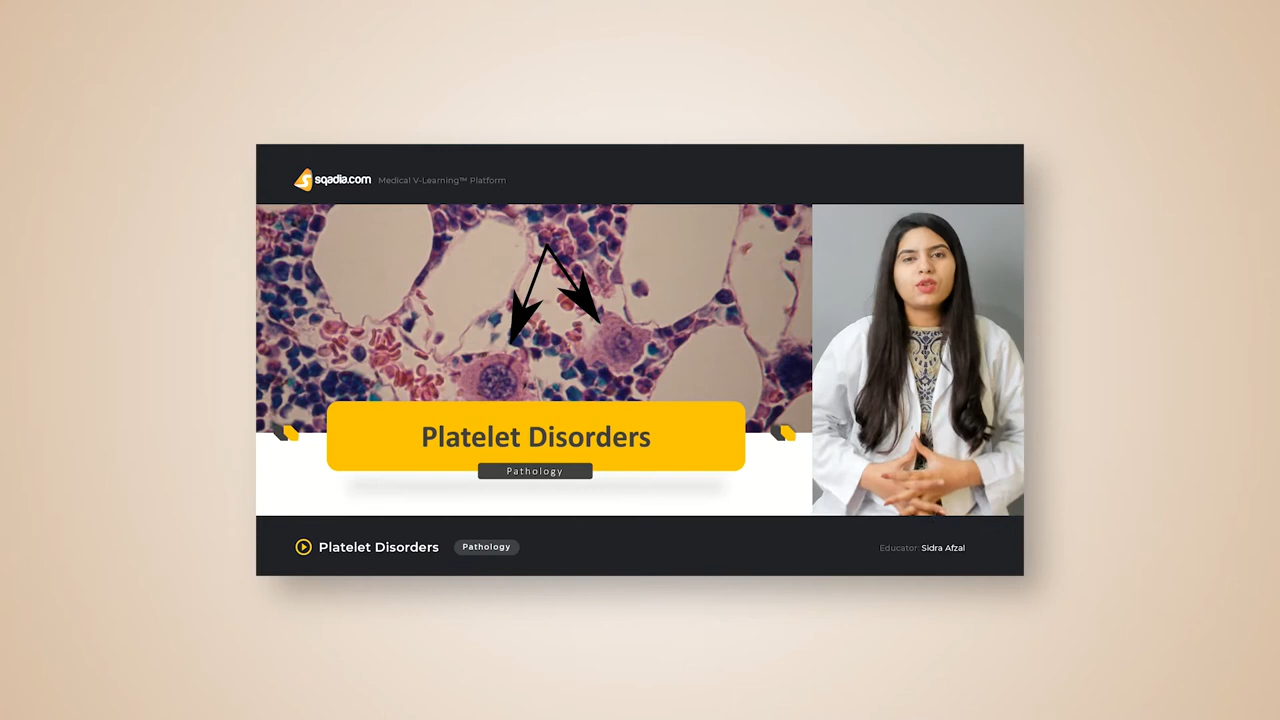 sqadia.com Medical V-Learning™ Platform
Platelet Disorders
Pathology
Platelet Disorders Pathology
Educator: Sidra Afzal